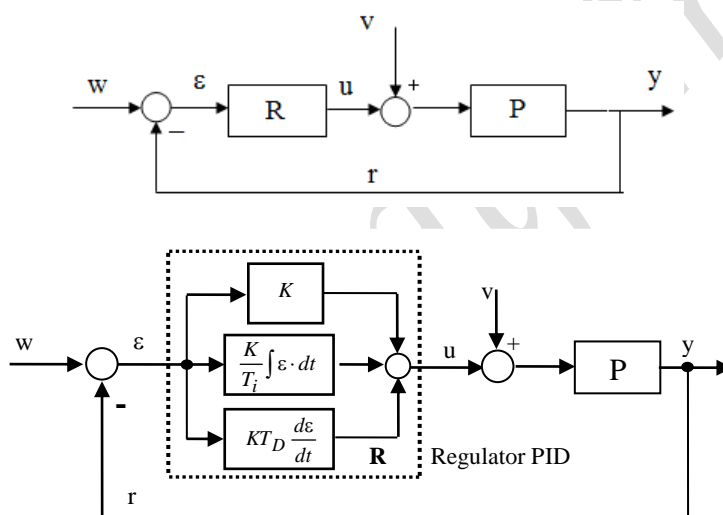 v
w ε R u + P y
−
r
K
v
w ε K/T_i ∫ ε · dt u + P y
-
KT_D dε/dt
R Regulator PID
r